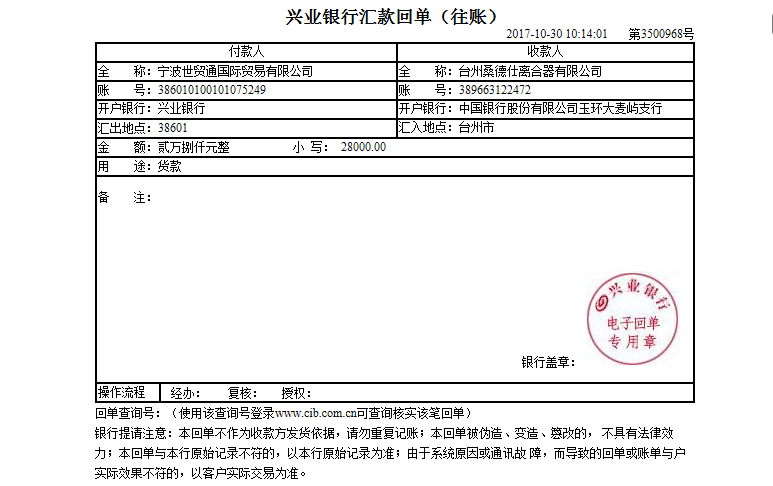 兴业银行汇款回单（往账）
2017-10-30 10:14:01 第3500968号
付款人 收款人
全 称：宁波世贸通国际贸易有限公司 全 称：台州桑德仕离合器有限公司
账 号：386010100101075249 账 号：389663122472
开户银行：兴业银行 开户银行：中国银行股份有限公司玉环大麦屿支行
汇出地点：38601 汇入地点：台州市
金 额：贰万捌仟元整 小 写： 28000.00
用 途：货款
备 注：
兴业银行
电子回单
专用章
银行盖章：
操作流程 经办： 复核： 授权：
回单查询号：（使用该查询号登录www.cib.com.cn可查询核实该笔回单）
银行提请注意：本回单不作为收款方发货依据，请勿重复记账；本回单被伪造、变造、篡改的， 不具有法律效
力；本回单与本行原始记录不符的，以本行原始记录为准；由于系统原因或通讯故 障，而导致的回单或账单与户
实际效果不符的，以客户实际交易为准。